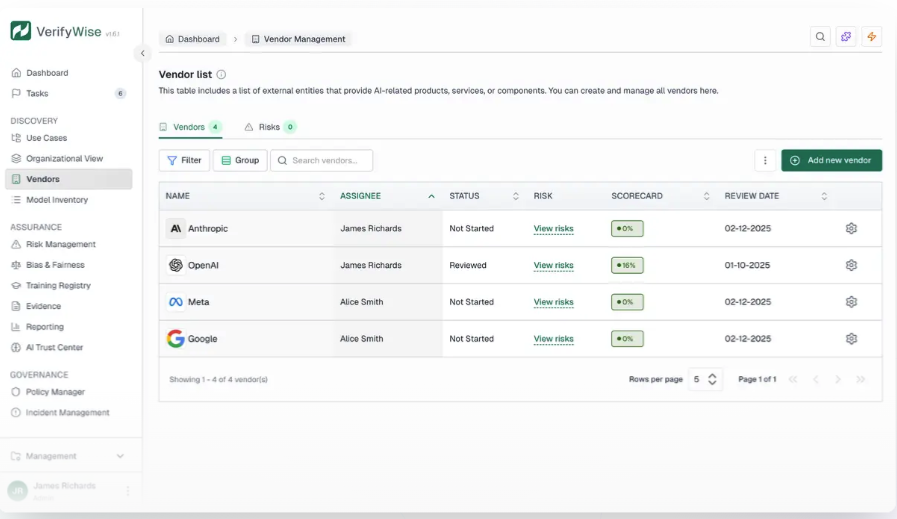 VerifyWise
Dashboard > Vendor Management
Dashboard
Tasks 6
DISCOVERY
Use Cases
Organizational View
Vendors
Model Inventory
ASSURANCE
Risk Management
Bias & Fairness
Training Registry
Evidence
Reporting
AI Trust Center
GOVERNANCE
Policy Manager
Incident Management
Management
JR James Richards
Vendor list
This table includes a list of external entities that provide AI-related products, services, or components. You can create and manage all vendors here.
Vendors 4 Risks 0
Filter Group Search vendors... Add new vendor
NAME ASSIGNEE STATUS RISK SCORECARD REVIEW DATE
Anthropic James Richards Not Started View risks 0% 02-12-2025
OpenAI James Richards Reviewed View risks 16% 01-10-2025
Meta Alice Smith Not Started View risks 0% 02-12-2025
Google Alice Smith Not Started View risks 0% 02-12-2025
Showing 1 - 4 of 4 vendor(s) Rows per page 5 Page 1 of 1